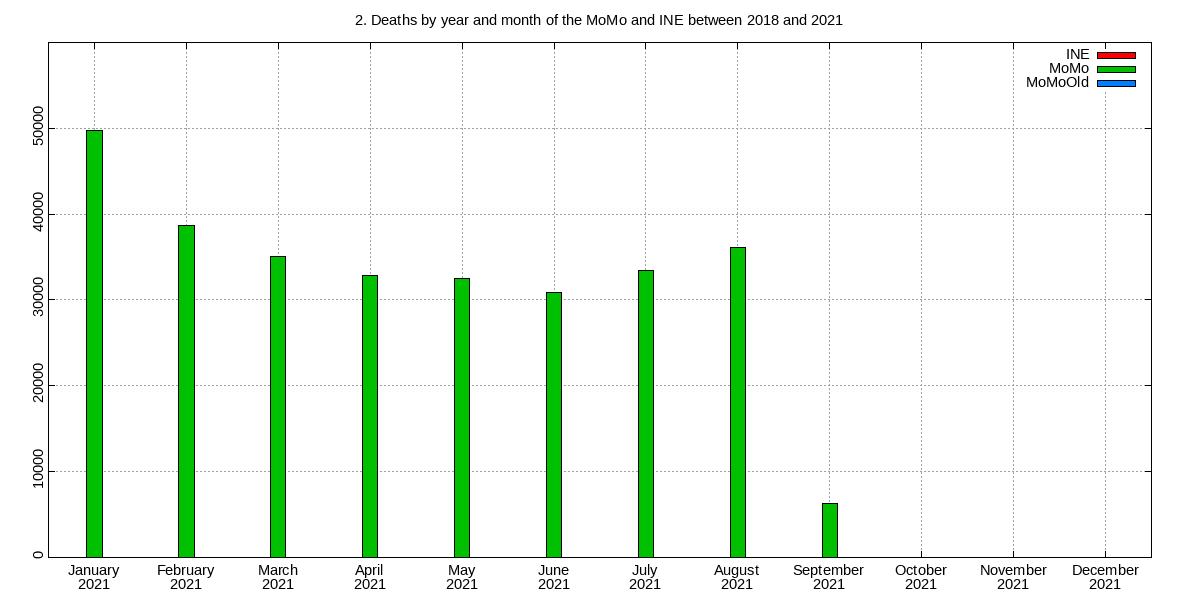 2. Deaths by year and month of the MoMo and INE between 2018 and 2021
INE
MoMo
MoMoOld
50000
40000
30000
20000
10000
0
January February March April May June July August September October November December
2021 2021 2021 2021 2021 2021 2021 2021 2021 2021 2021 2021